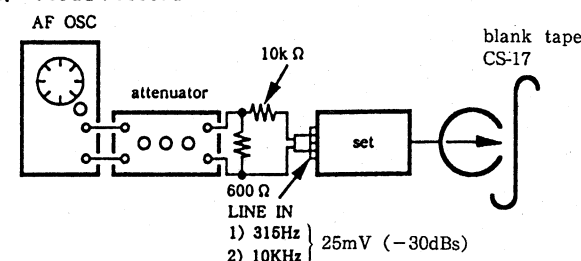 AF OSC
blank tape
CS-17
10k Ω
attenuator
set
600 Ω
LINE IN
1) 315Hz
2) 10KHz
25mV (−30dBs)